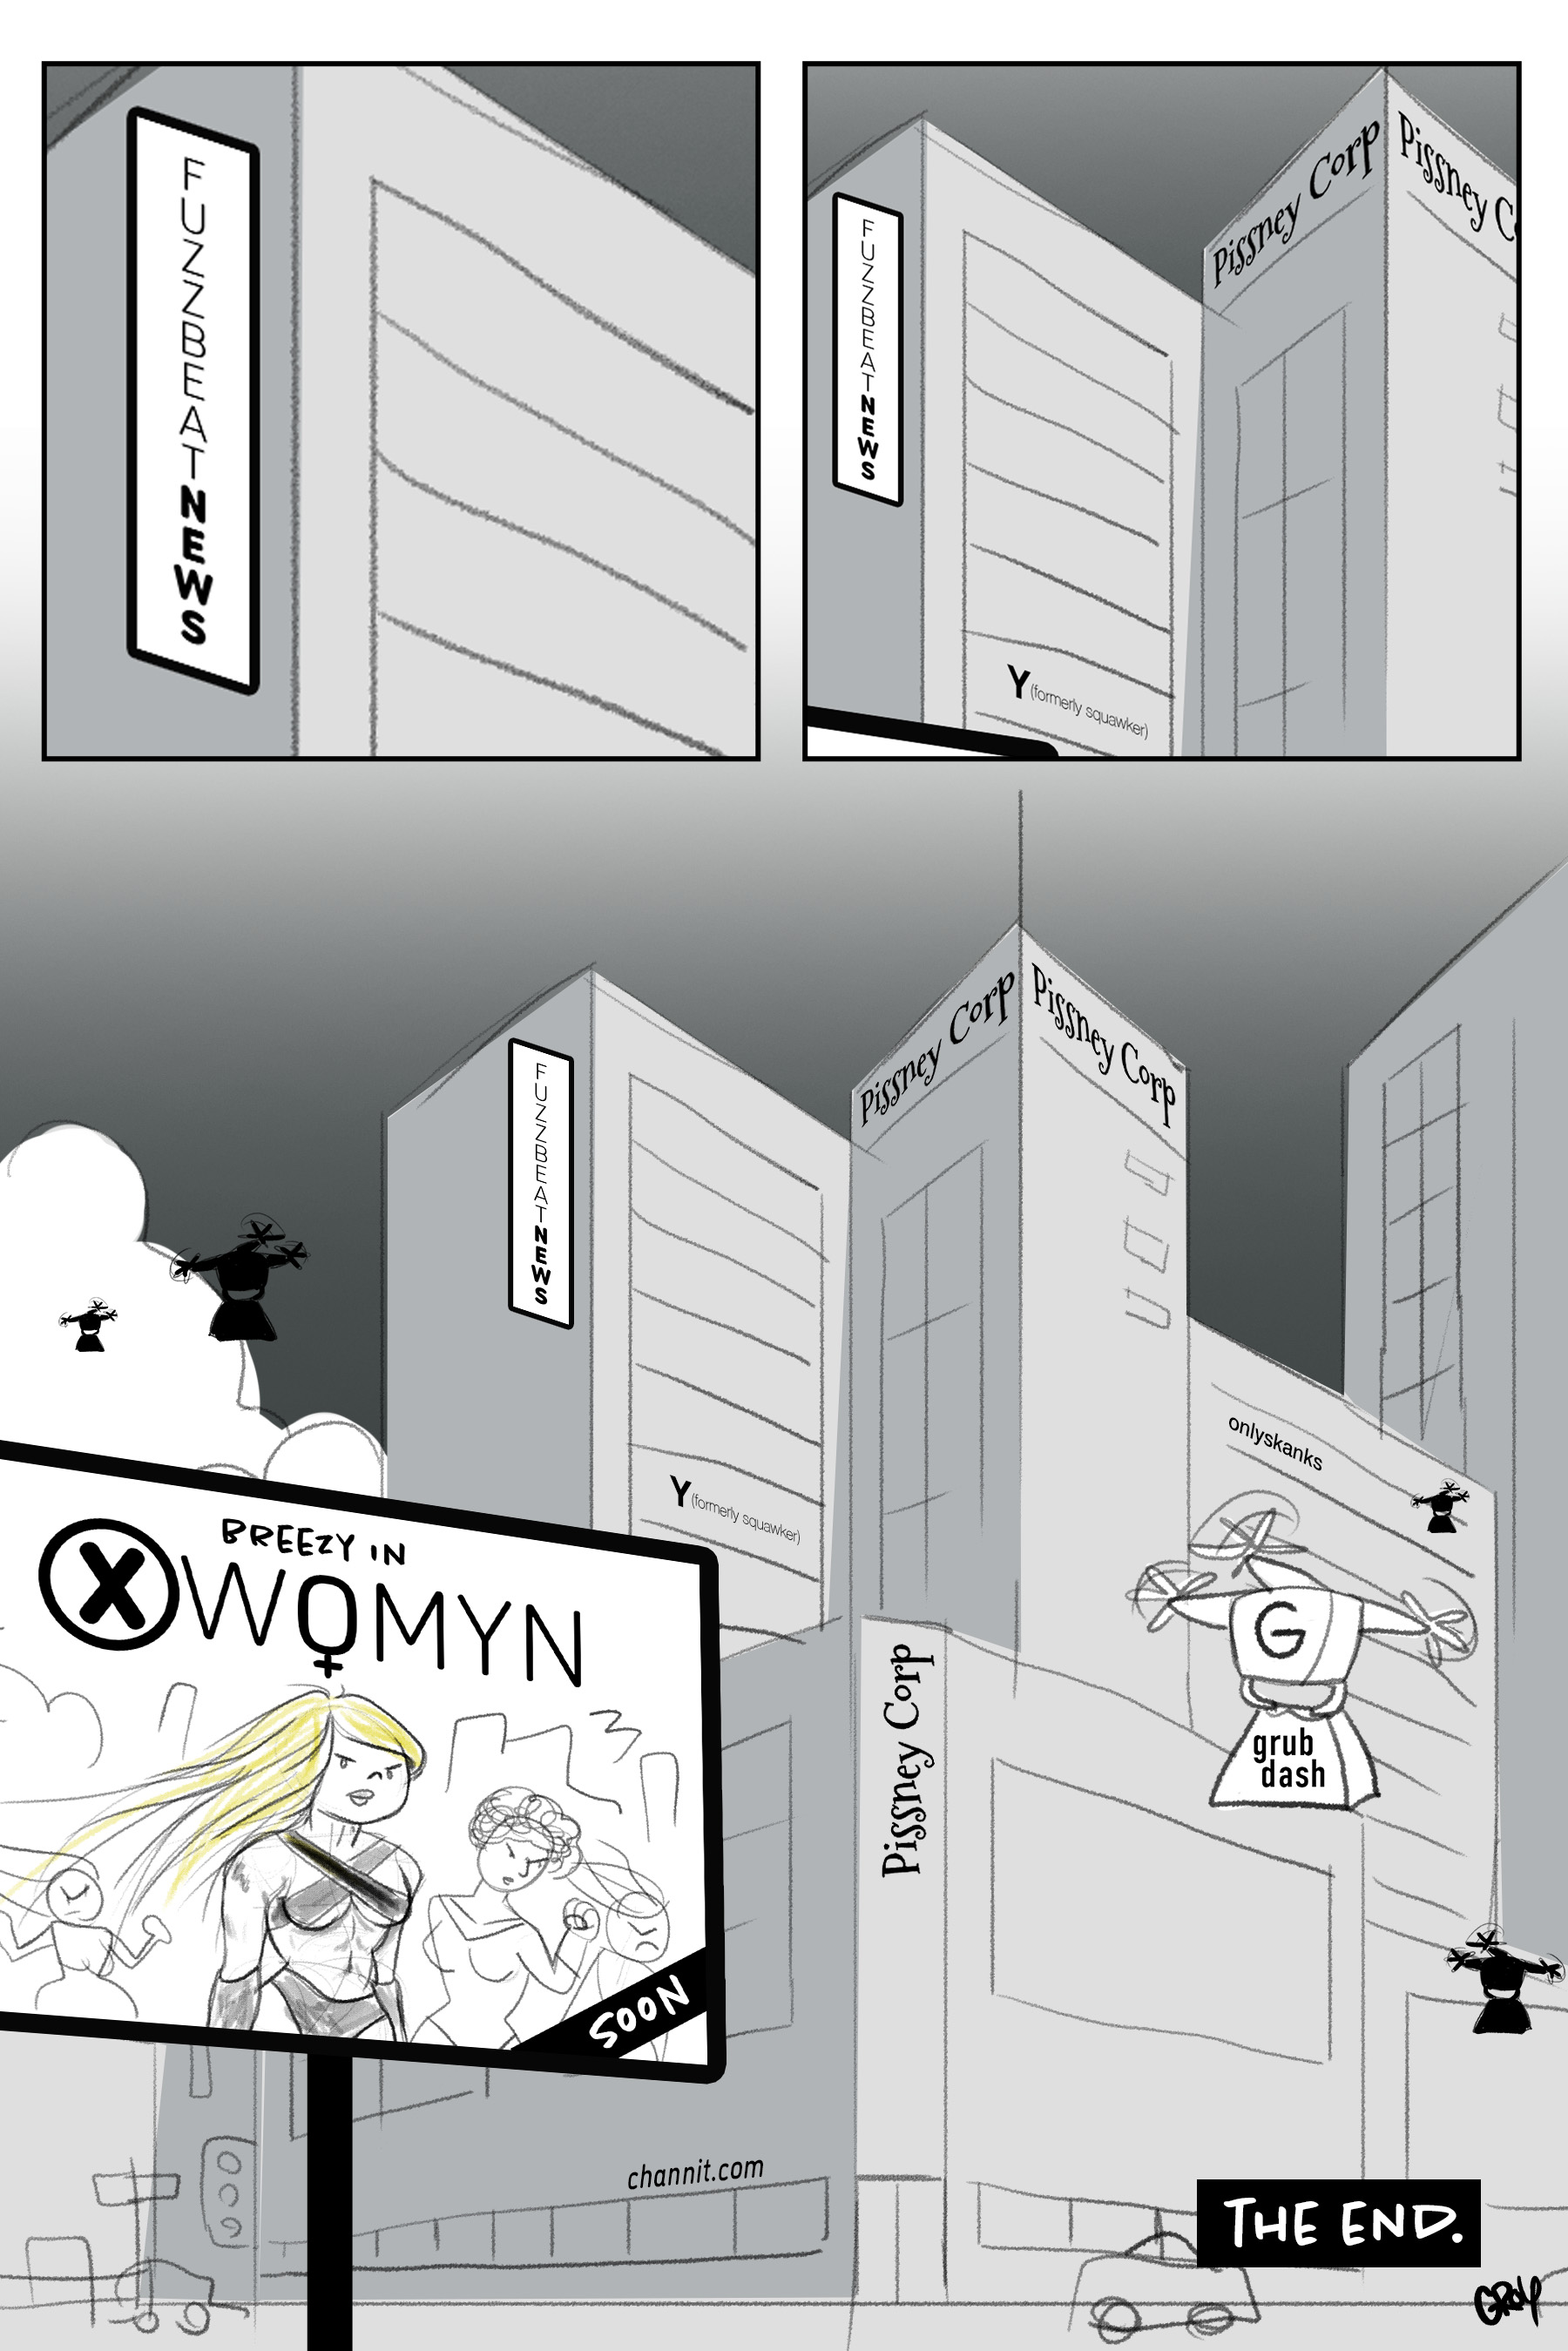 FUZZBEATNEWS
Pissney Corp
Pissney Co
FUZZBEATNEWS
Y (formerly squawker)
Pissney Corp
Pissney Corp
FUZZBEATNEWS
onlyskanks
Y (formerly squawker)
BREEZY IN
X WOMYN
G
grub
dash
Pissney Corp
SOON
channit.com
THE END.
GRAY